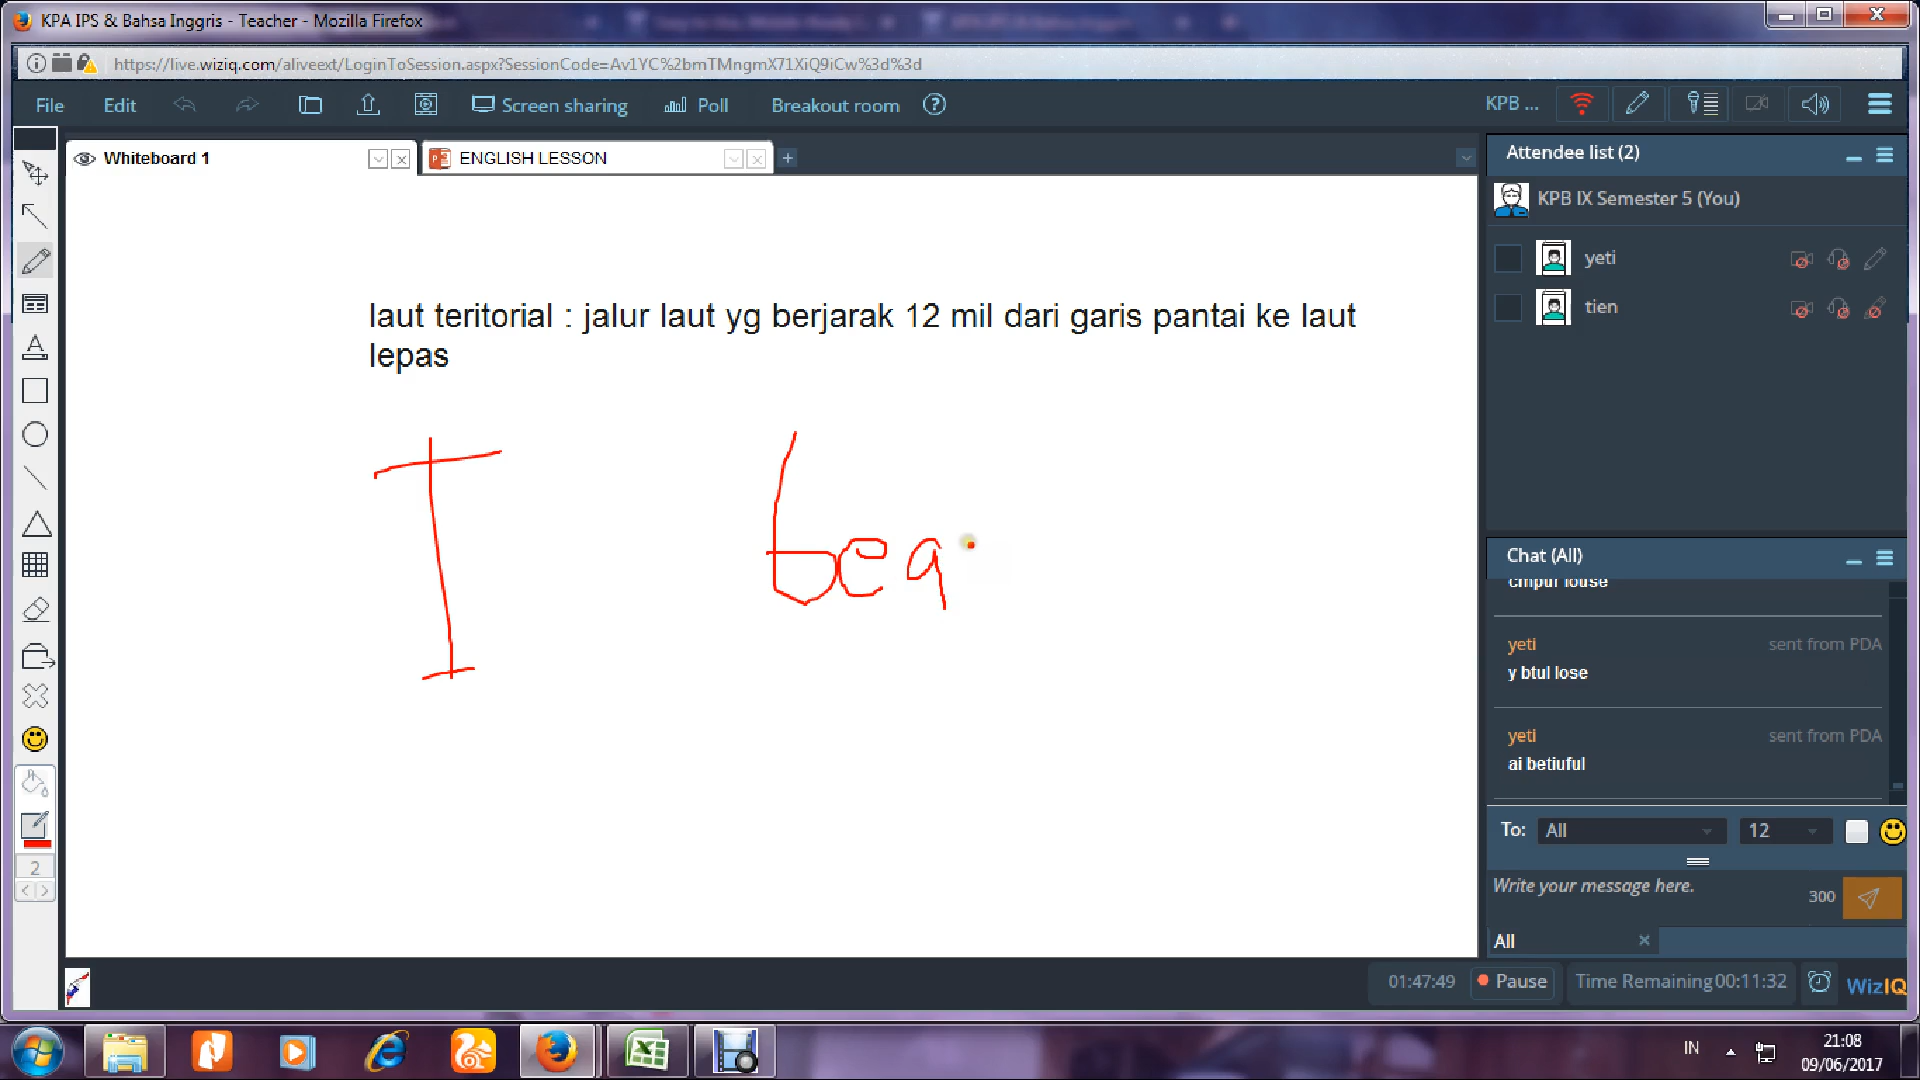 KPA IPS & Bahsa Inggris - Teacher - Mozilla Firefox
https://live.wiziq.com/aliveext/LoginToSession.aspx?SessionCode=Av1YC%2bmTMngmX71XiQ9iCw%3d%3d
File Edit Screen sharing Poll Breakout room ? KPB ...
Whiteboard 1 ENGLISH LESSON
Attendee list (2)
KPB IX Semester 5 (You)
yeti
tien
laut teritorial : jalur laut yg berjarak 12 mil dari garis pantai ke laut
lepas
I bea
Chat (All)
cmpur louse
yeti sent from PDA
y btul lose
yeti sent from PDA
ai betiuful
To: All 12
Write your message here. 300
All
2
01:47:49 Pause Time Remaining 00:11:32 WizIQ
IN 21:08
09/06/2017